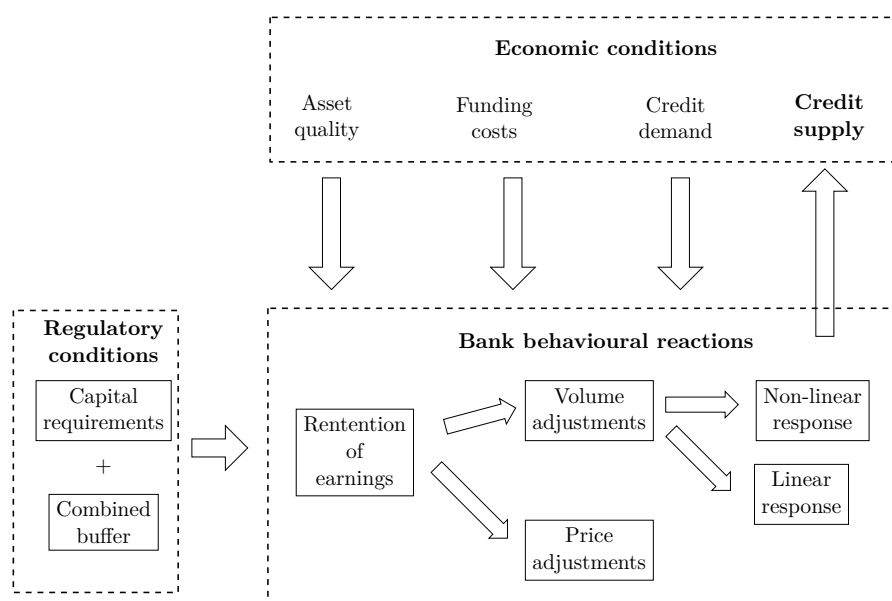 Economic conditions
Asset
quality
Funding
costs
Credit
demand
Credit
supply
Regulatory
conditions
Capital
requirements
+
Combined
buffer
Bank behavioural reactions
Rentention
of
earnings
Volume
adjustments
Price
adjustments
Non-linear
response
Linear
response